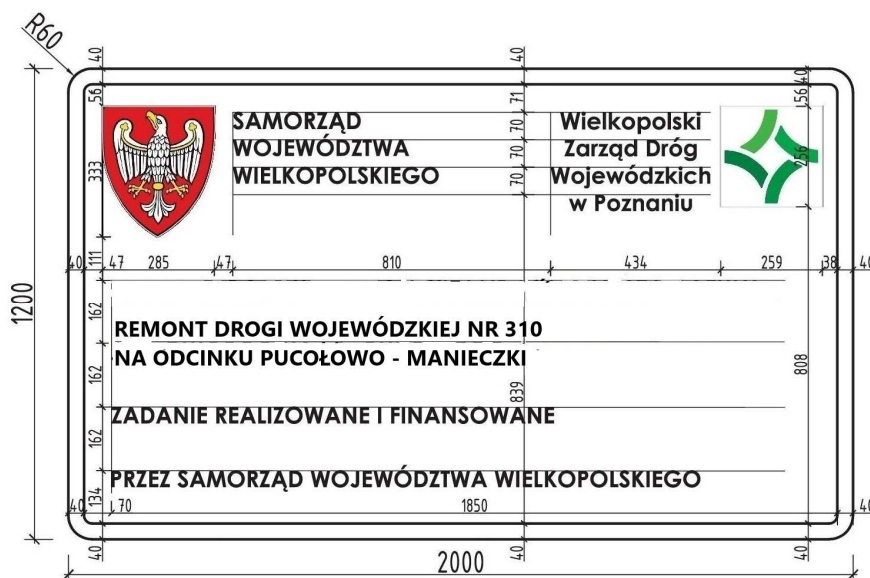 R60
40
40
40
56
71
56
SAMORZĄD
WOJEWÓDZTWA
WIELKOPOLSKIEGO
70
70
70
Wielkopolski
Zarząd Dróg
Wojewódzkich
w Poznaniu
333
256
40 47 285 47 810 434 259 38 40
111
1200
162
REMONT DROGI WOJEWÓDZKIEJ NR 310
NA ODCINKU PUCOŁOWO - MANIECZKI
162
839
808
ZADANIE REALIZOWANE I FINANSOWANE
162
PRZEZ SAMORZĄD WOJEWÓDZTWA WIELKOPOLSKIEGO
134
40 70 1850 40
40
40
40
2000